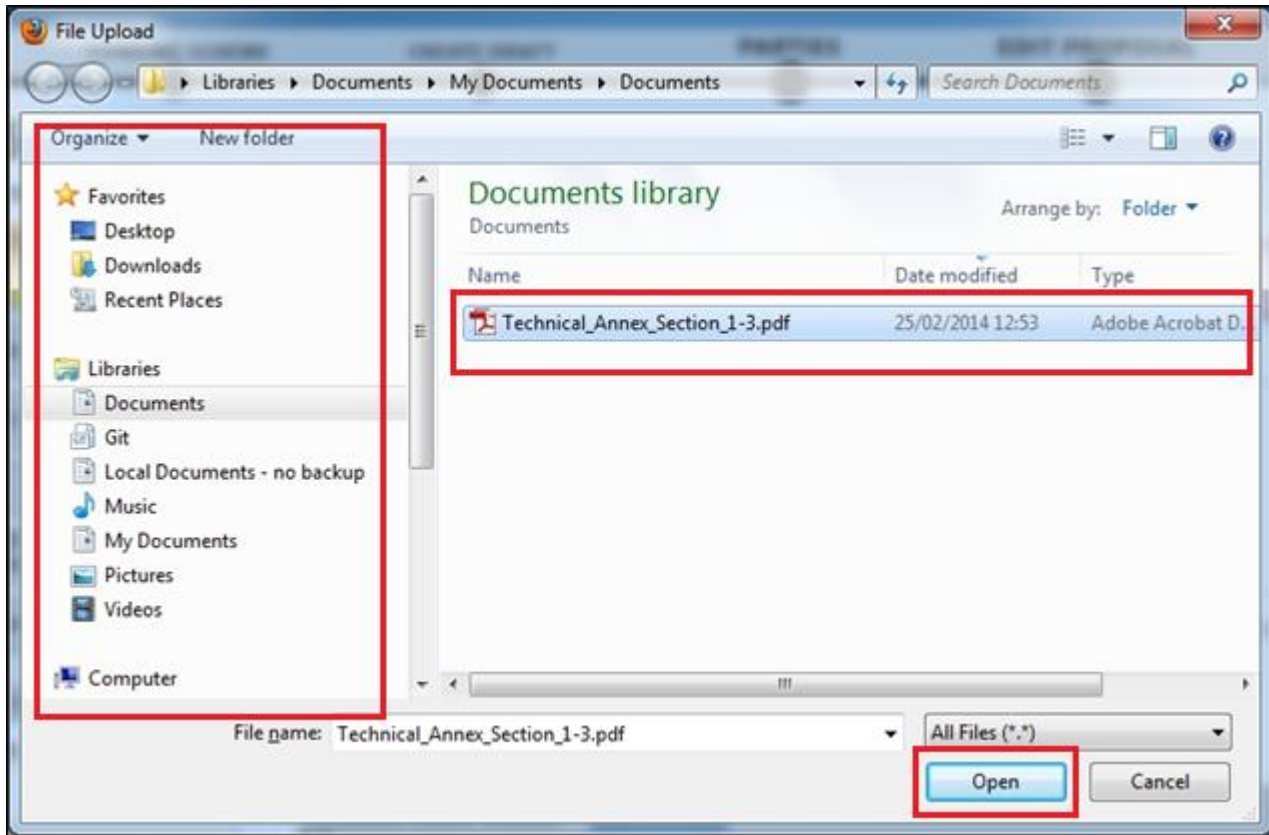 File Upload
Libraries Documents My Documents Documents
Search Documents
Organize New folder
Favorites
Desktop
Downloads
Recent Places
Libraries
Documents
Git
Local Documents - no backup
Music
My Documents
Pictures
Videos
Computer
Documents library
Documents
Arrange by: Folder
Name Date modified Type
Technical_Annex_Section_1-3.pdf 25/02/2014 12:53 Adobe Acrobat D...
File name: Technical_Annex_Section_1-3.pdf
All Files (*.*)
Open Cancel